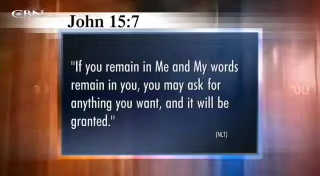 CBN
John 15:7
"If you remain in Me and My words
remain in you, you may ask for
anything you want, and it will be
granted."
(NLT)